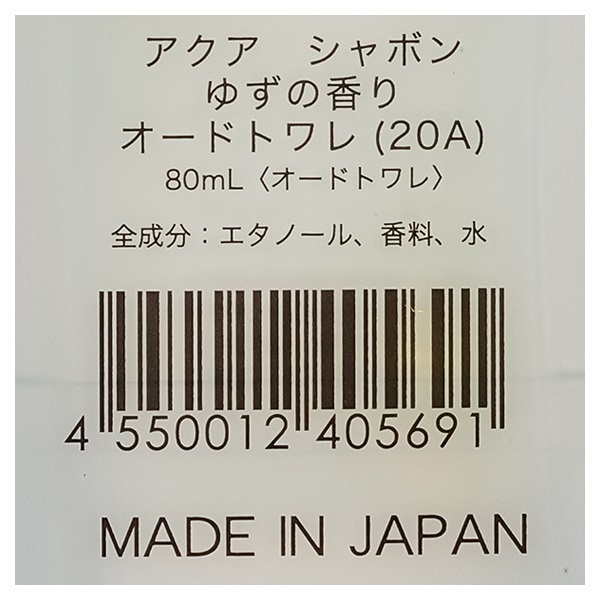 アクア　シャボン
ゆずの香り
オードトワレ (20A)
80mL〈オードトワレ〉
全成分：エタノール、香料、水
4 550012 405691
MADE IN JAPAN